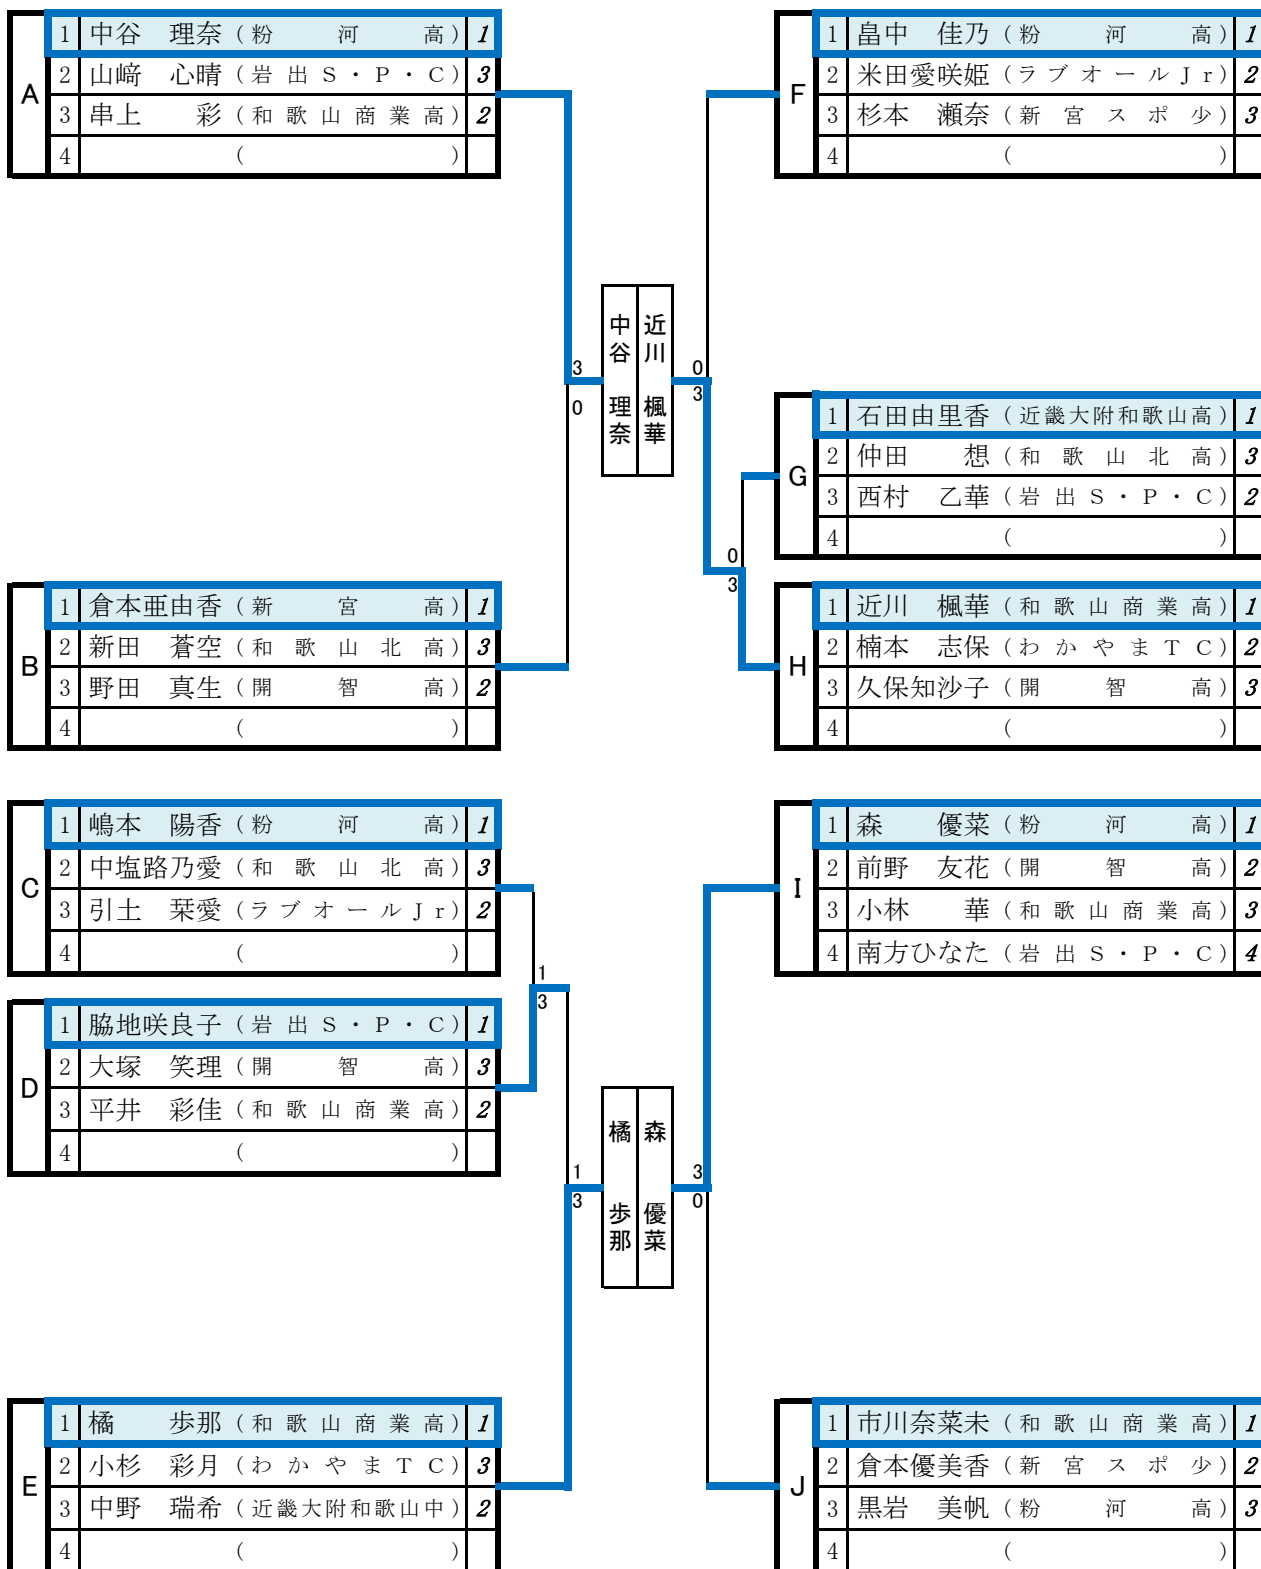 A
1 中谷 理奈 (粉河高) 1
2 山﨑 心晴 (岩出S・P・C) 3
3 串上 彩 (和歌山商業高) 2
4 ( )
F
1 畠中 佳乃 (粉河高) 1
2 米田愛咲姫 (ラブオールJr) 2
3 杉本 瀬奈 (新宮スポ少) 3
4 ( )
中谷 理奈
近川 楓華
3
0
0
3
G
1 石田由里香 (近畿大附和歌山高) 1
2 仲田 想 (和歌山北高) 3
3 西村 乙華 (岩出S・P・C) 2
4 ( )
0
3
B
1 倉本亜由香 (新宮高) 1
2 新田 蒼空 (和歌山北高) 3
3 野田 真生 (開智高) 2
4 ( )
H
1 近川 楓華 (和歌山商業高) 1
2 楠本 志保 (わかやまTC) 2
3 久保知沙子 (開智高) 3
4 ( )
C
1 嶋本 陽香 (粉河高) 1
2 中塩路乃愛 (和歌山北高) 3
3 引土 栞愛 (ラブオールJr) 2
4 ( )
I
1 森 優菜 (粉河高) 1
2 前野 友花 (開智高) 2
3 小林 華 (和歌山商業高) 3
4 南方ひなた (岩出S・P・C) 4
1
3
D
1 脇地咲良子 (岩出S・P・C) 1
2 大塚 笑理 (開智高) 3
3 平井 彩佳 (和歌山商業高) 2
4 ( )
橘 歩那
森 優菜
1
3
3
0
E
1 橘 歩那 (和歌山商業高) 1
2 小杉 彩月 (わかやまTC) 3
3 中野 瑞希 (近畿大附和歌山中) 2
4 ( )
J
1 市川奈菜未 (和歌山商業高) 1
2 倉本優美香 (新宮スポ少) 2
3 黒岩 美帆 (粉河高) 3
4 ( )